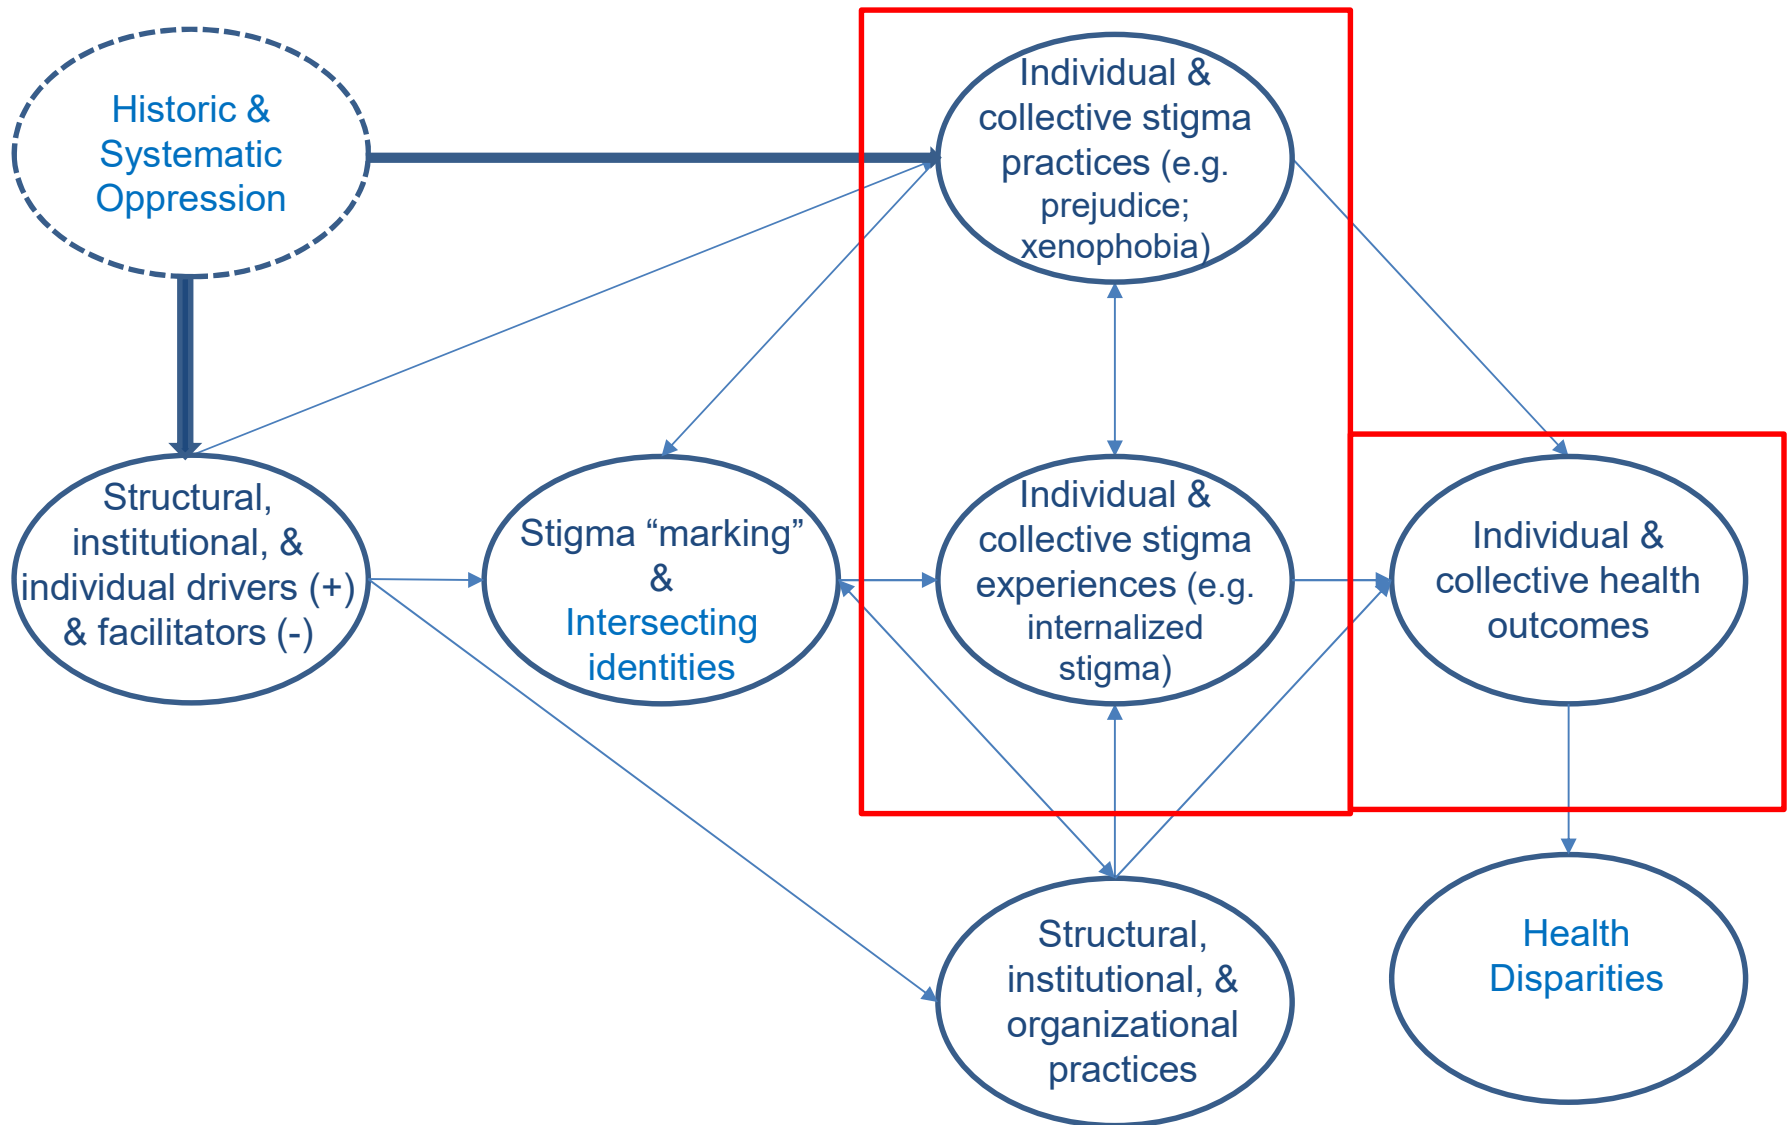 Historic &
Systematic
Oppression
Individual &
collective stigma
practices (e.g.
prejudice;
xenophobia)
Structural,
institutional, &
individual drivers (+)
& facilitators (-)
Stigma “marking”
&
Intersecting
identities
Individual &
collective stigma
experiences (e.g.
internalized
stigma)
Individual &
collective health
outcomes
Structural,
institutional, &
organizational
practices
Health
Disparities